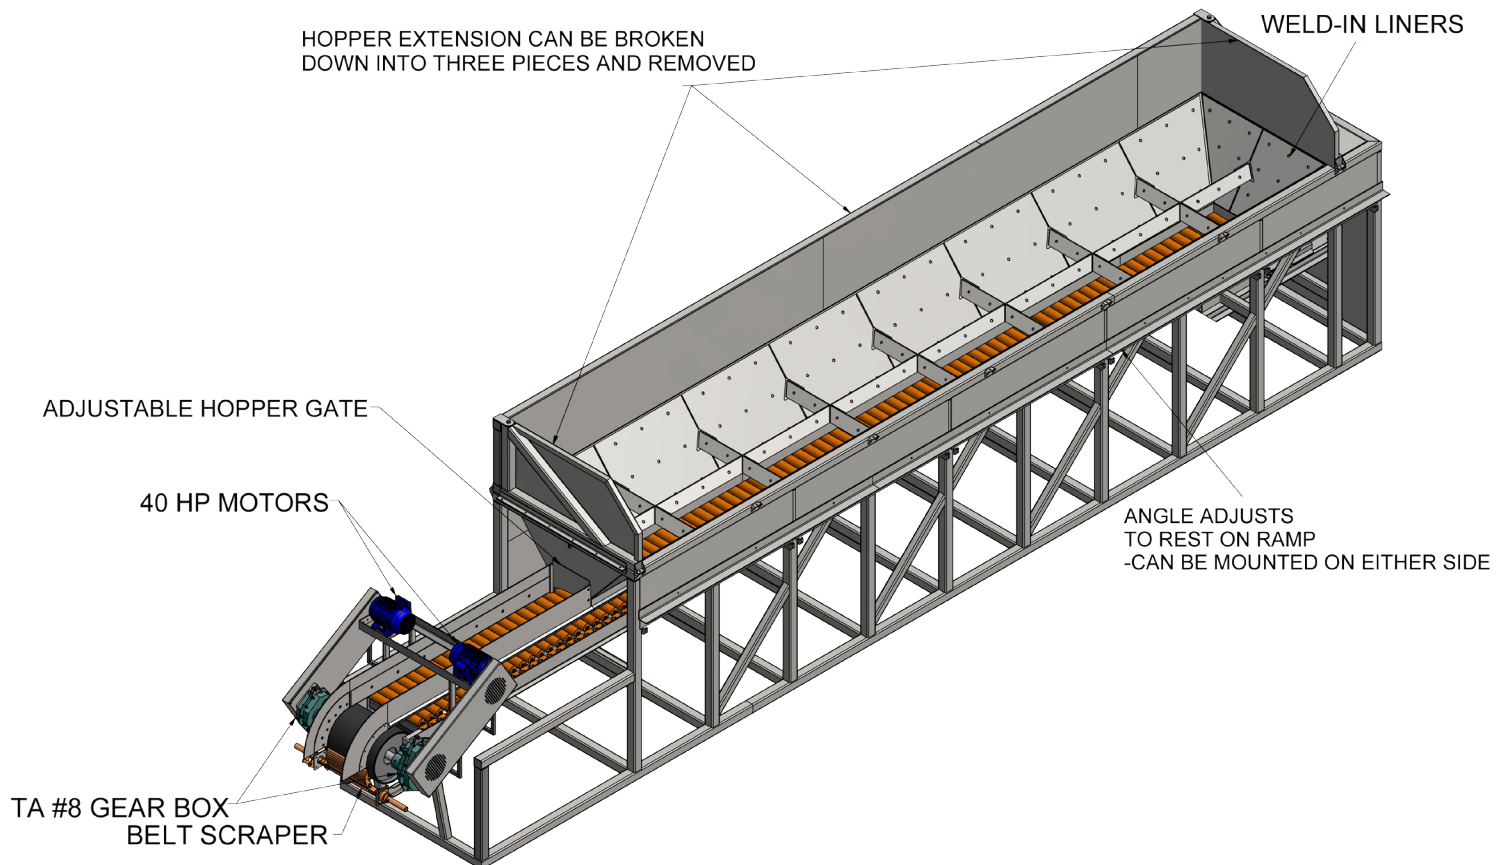 HOPPER EXTENSION CAN BE BROKEN
DOWN INTO THREE PIECES AND REMOVED
WELD-IN LINERS
ADJUSTABLE HOPPER GATE
40 HP MOTORS
ANGLE ADJUSTS
TO REST ON RAMP
-CAN BE MOUNTED ON EITHER SIDE
TA #8 GEAR BOX
BELT SCRAPER